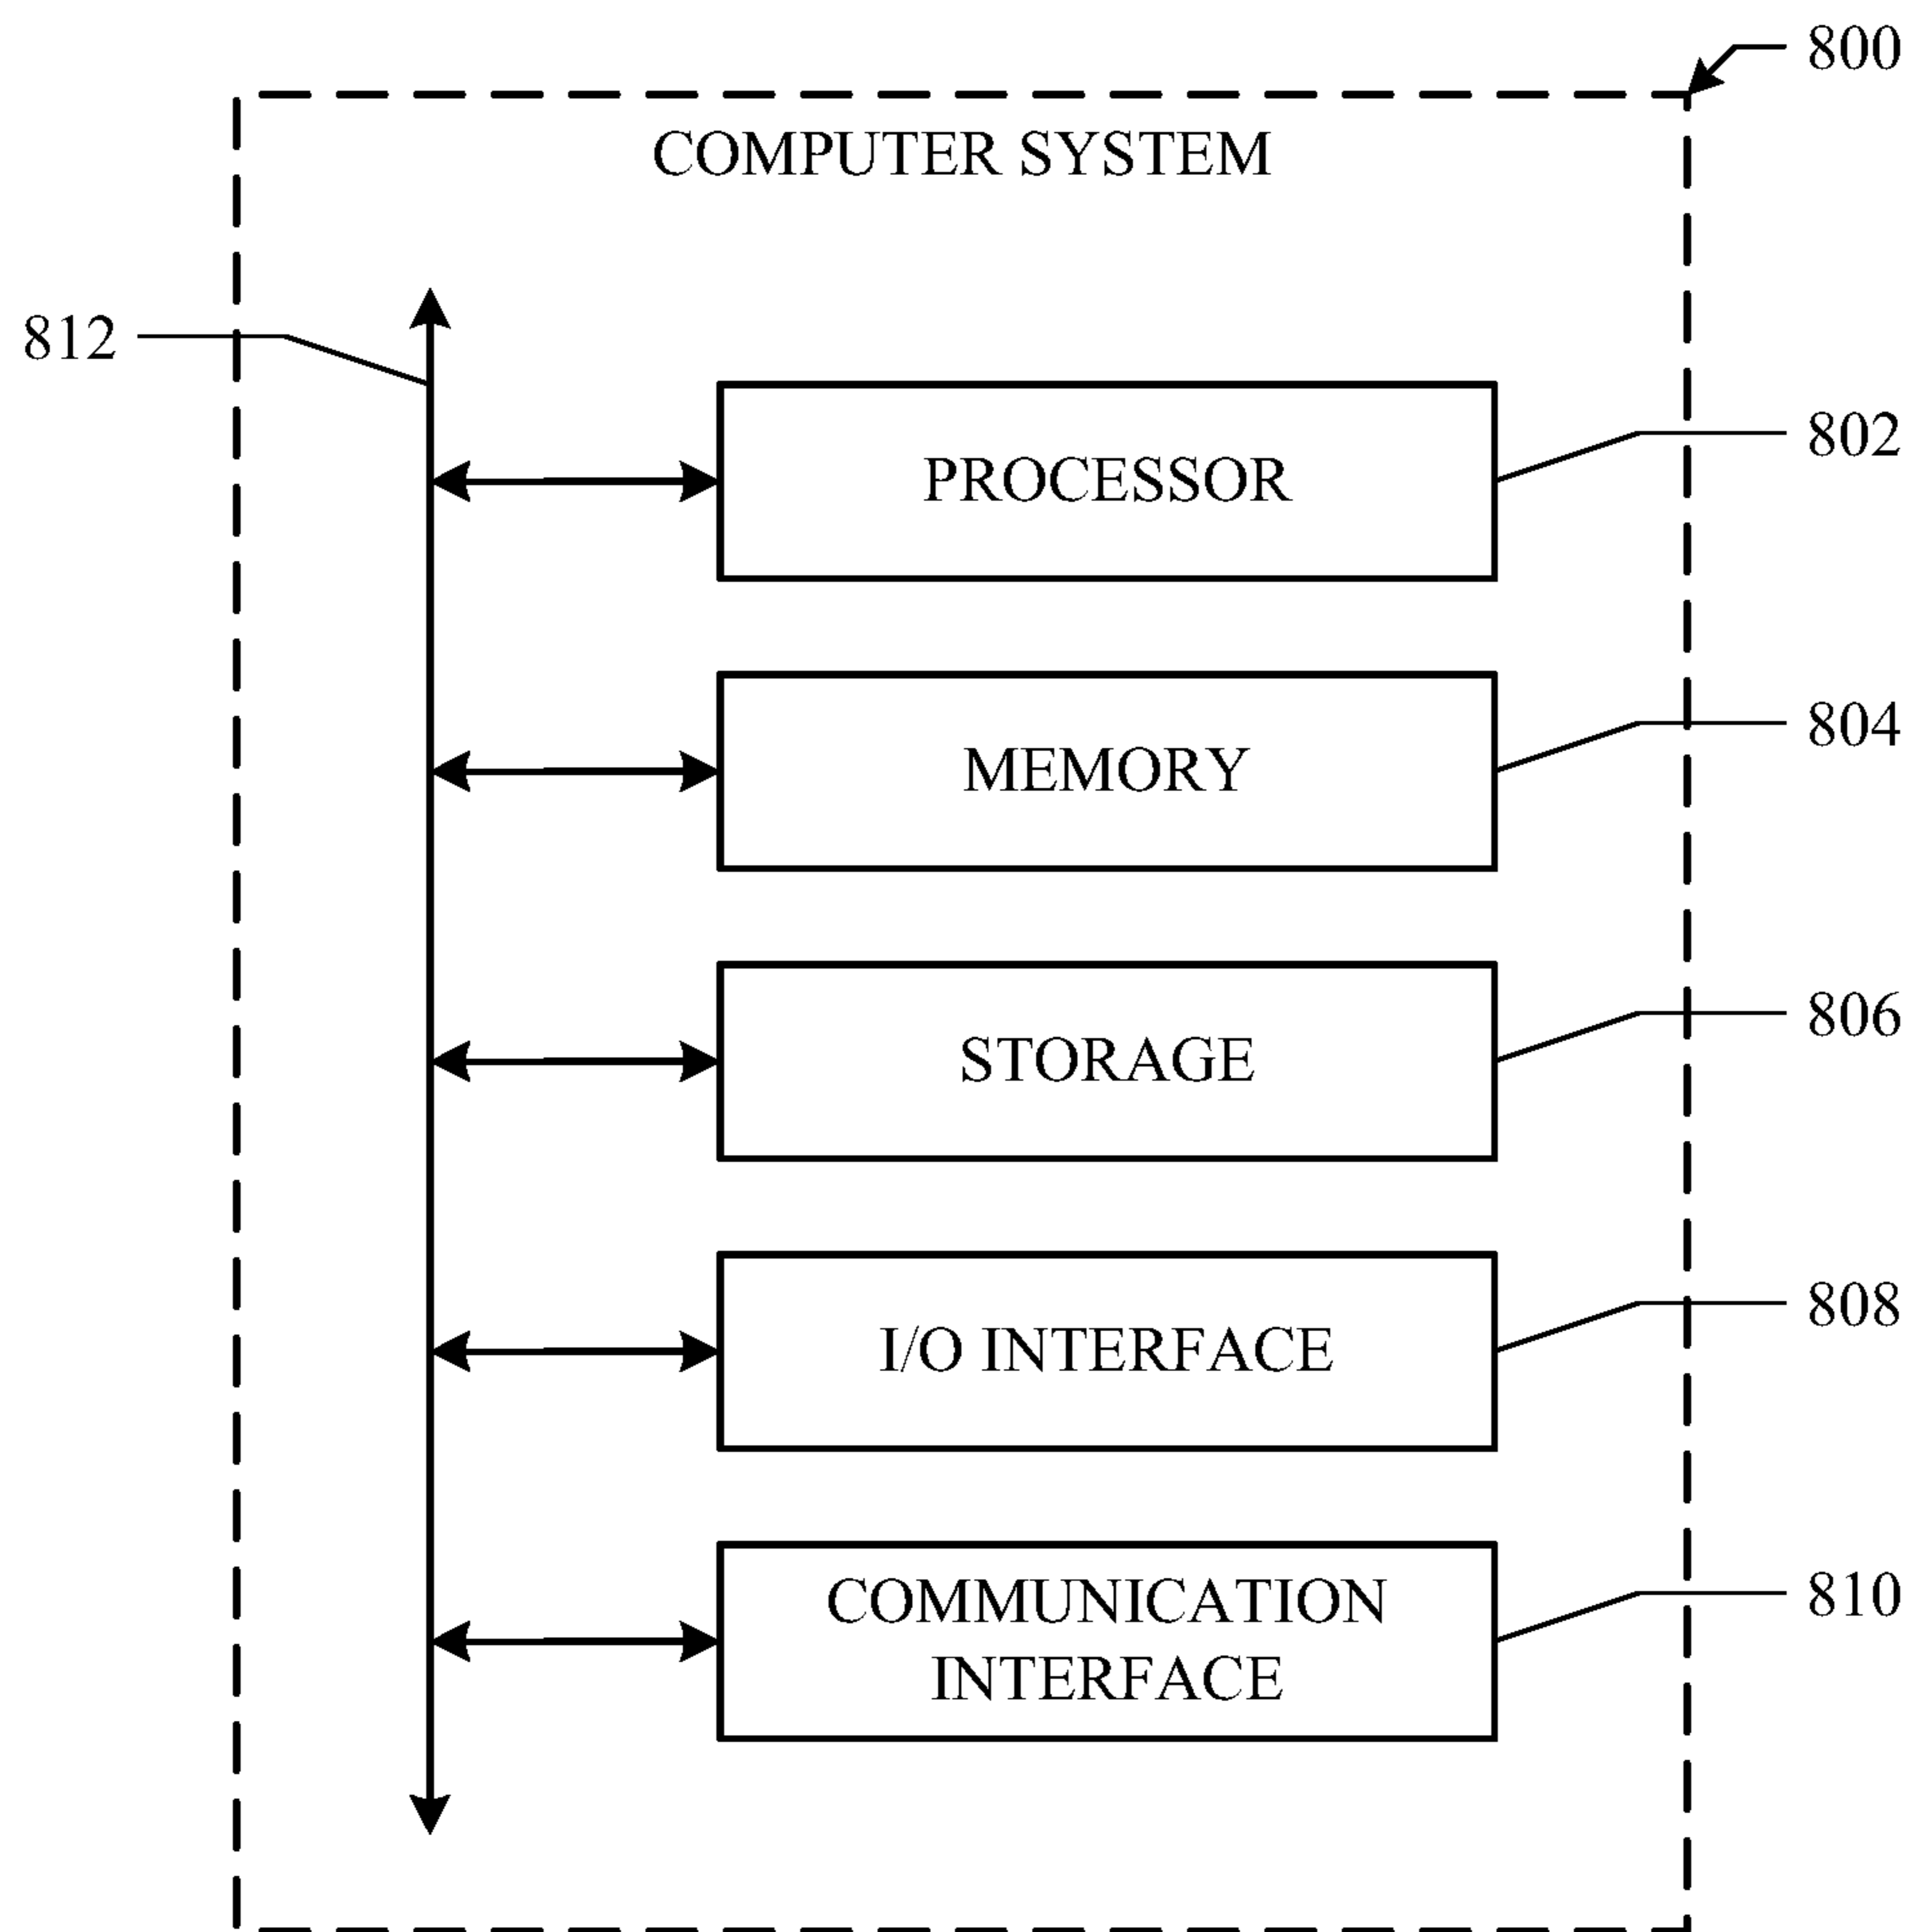 800
COMPUTER SYSTEM
812
802
PROCESSOR
804
MEMORY
806
STORAGE
808
I/O INTERFACE
810
COMMUNICATION
INTERFACE